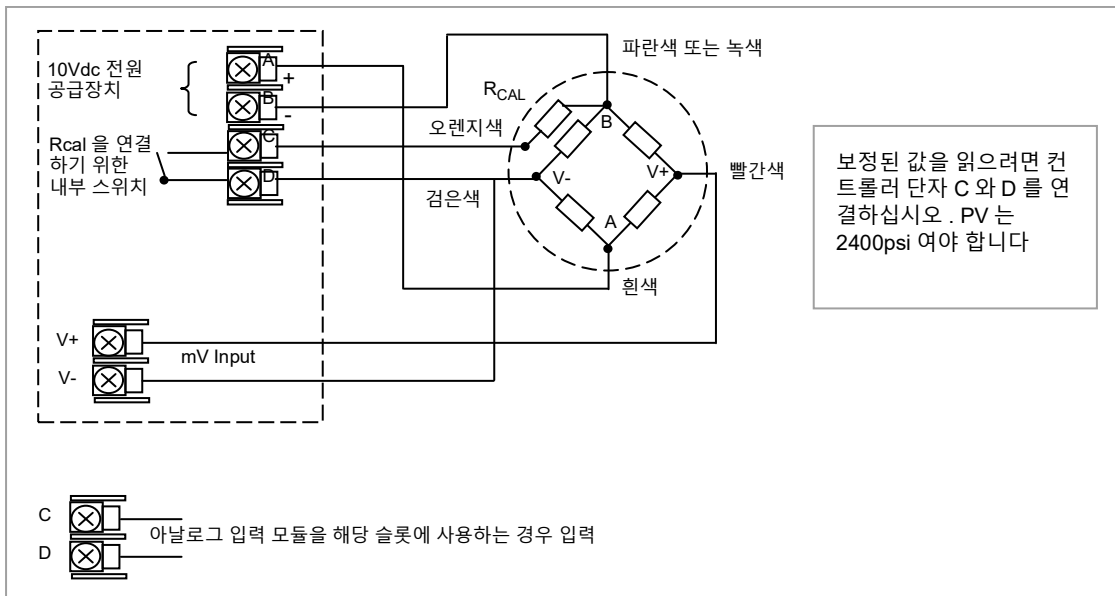 10Vdc 전원
공급장치
A
+
B
-
C
D
Rcal 을 연결
하기 위한
내부 스위치
파란색 또는 녹색
RCAL
오렌지색
B
V-
V+
빨간색
검은색
A
흰색
보정된 값을 읽으려면 컨
트롤러 단자 C 와 D 를 연
결하십시오 . PV 는
2400psi 여야 합니다
V+
mV Input
V-
C
아날로그 입력 모듈을 해당 슬롯에 사용하는 경우 입력
D